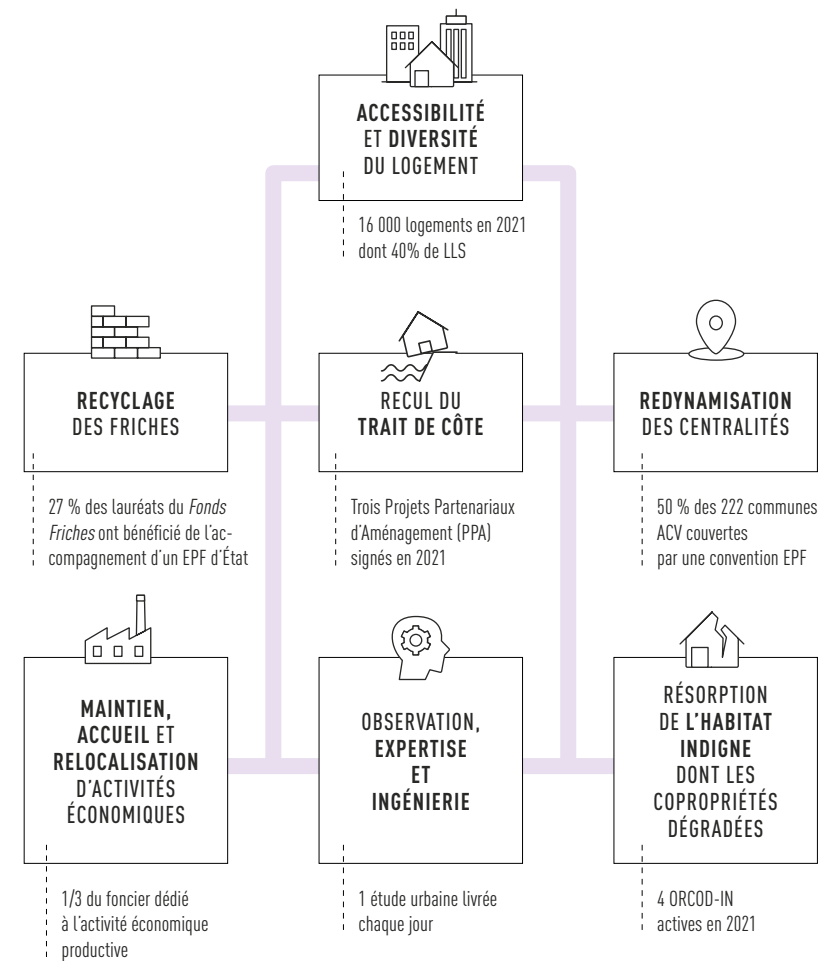 ACCESSIBILITÉ
ET DIVERSITÉ
DU LOGEMENT
16 000 logements en 2021
dont 40% de LLS
RECYCLAGE
DES FRICHES
27 % des lauréats du Fonds
Friches ont bénéficié de l'ac-
compagnement d'un EPF d'État
RECUL DU
TRAIT DE CÔTE
Trois Projets Partenariaux
d'Aménagement (PPA)
signés en 2021
REDYNAMISATION
DES CENTRALITÉS
50 % des 222 communes
ACV couvertes
par une convention EPF
MAINTIEN,
ACCUEIL ET
RELOCALISATION
D'ACTIVITÉS
ÉCONOMIQUES
1/3 du foncier dédié
à l'activité économique
productive
OBSERVATION,
EXPERTISE
ET
INGÉNIERIE
1 étude urbaine livrée
chaque jour
RÉSORPTION
DE L'HABITAT
INDIGNE
DONT LES
COPROPRIÉTÉS
DÉGRADÉES
4 ORCOD-IN
actives en 2021